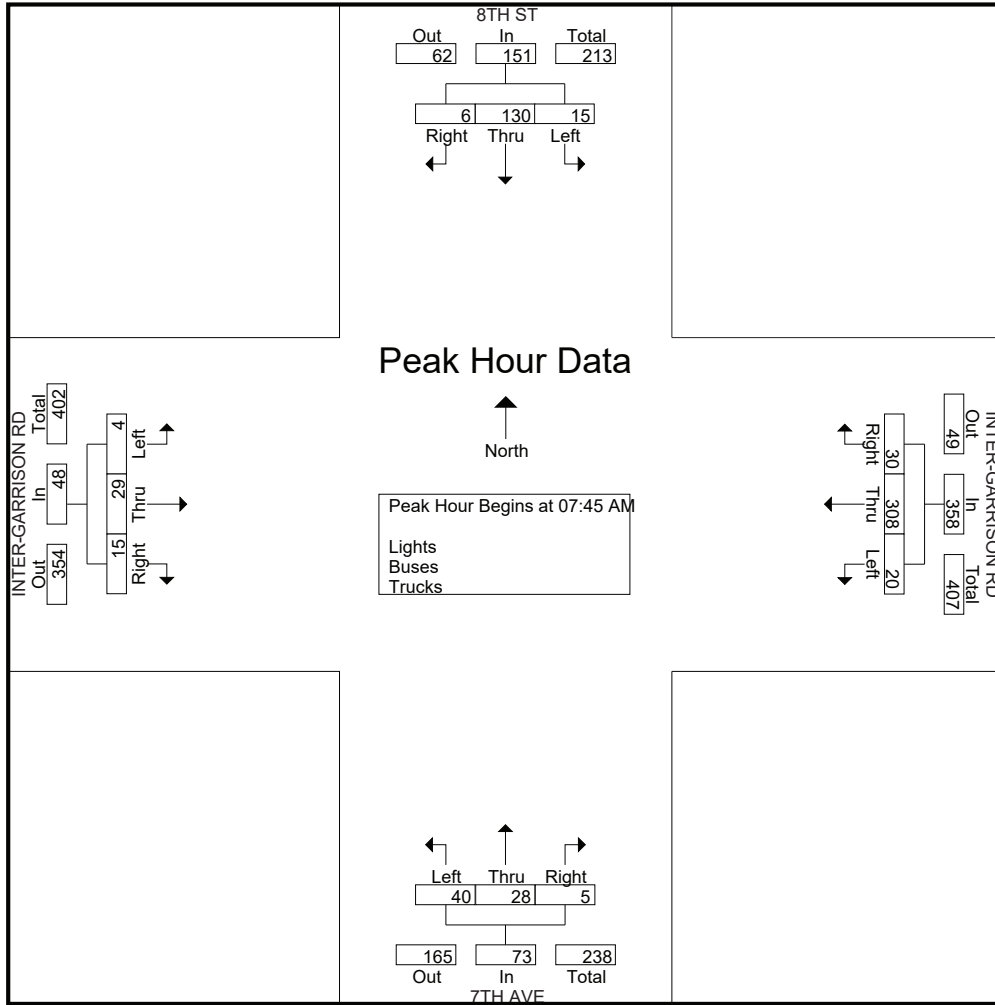 8TH ST
Out In Total
62 151 213
6 130 15
Right Thru Left
Peak Hour Data
North
Peak Hour Begins at 07:45 AM
Lights
Buses
Trucks
INTER-GARRISON RD
Total In Out
402 48 354
4 29 15
Left Thru Right
Right Thru Left
30 308 20
49 358 407
Out In Total
INTER-GARRISON RD
Left Thru Right
40 28 5
165 73 238
Out In Total
7TH AVE